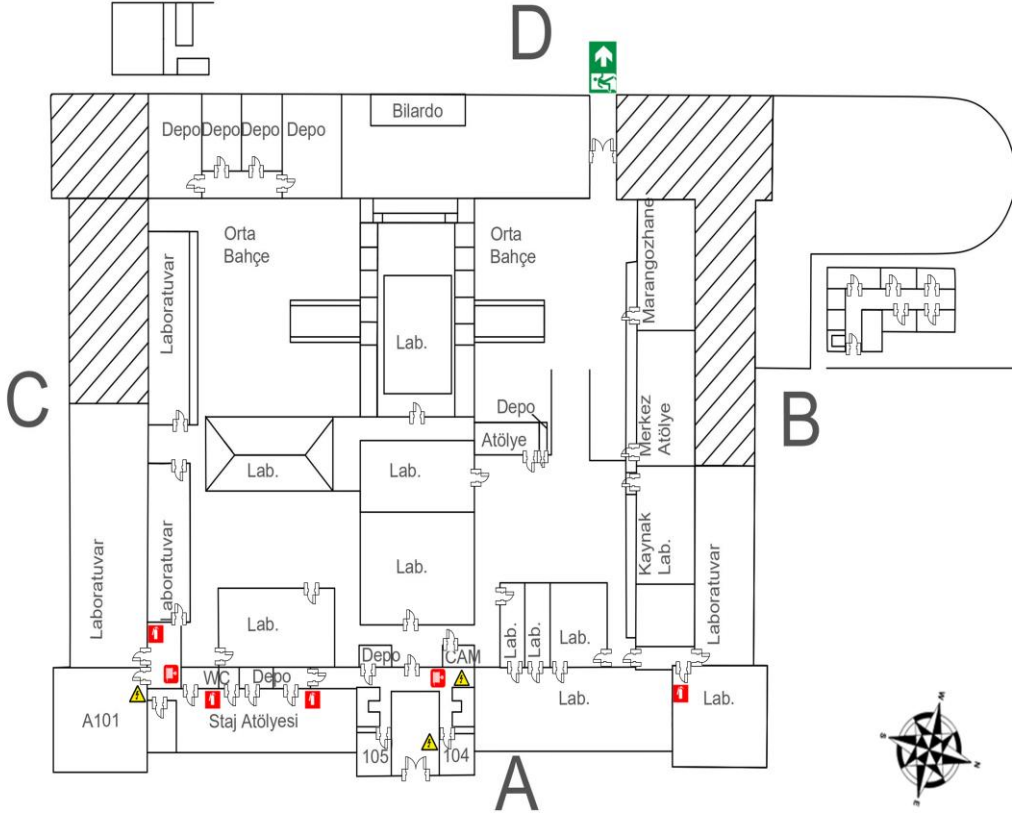 D
Bilardo
Depo
Depo
Depo
Depo
Orta
Bahçe
Orta
Bahçe
Laboratuvar
Lab.
Marangozhane
C
B
Depo
Atölye
Merkez
Atölye
Lab.
Lab.
Laboratuvar
Laboratuvar
Lab.
Kaynak
Lab.
Laboratuvar
Lab.
Lab.
Lab.
Lab.
Depo
CAM
WC
Depo
A101
Staj Atölyesi
Lab.
Lab.
105
104
A
W
S
N
E